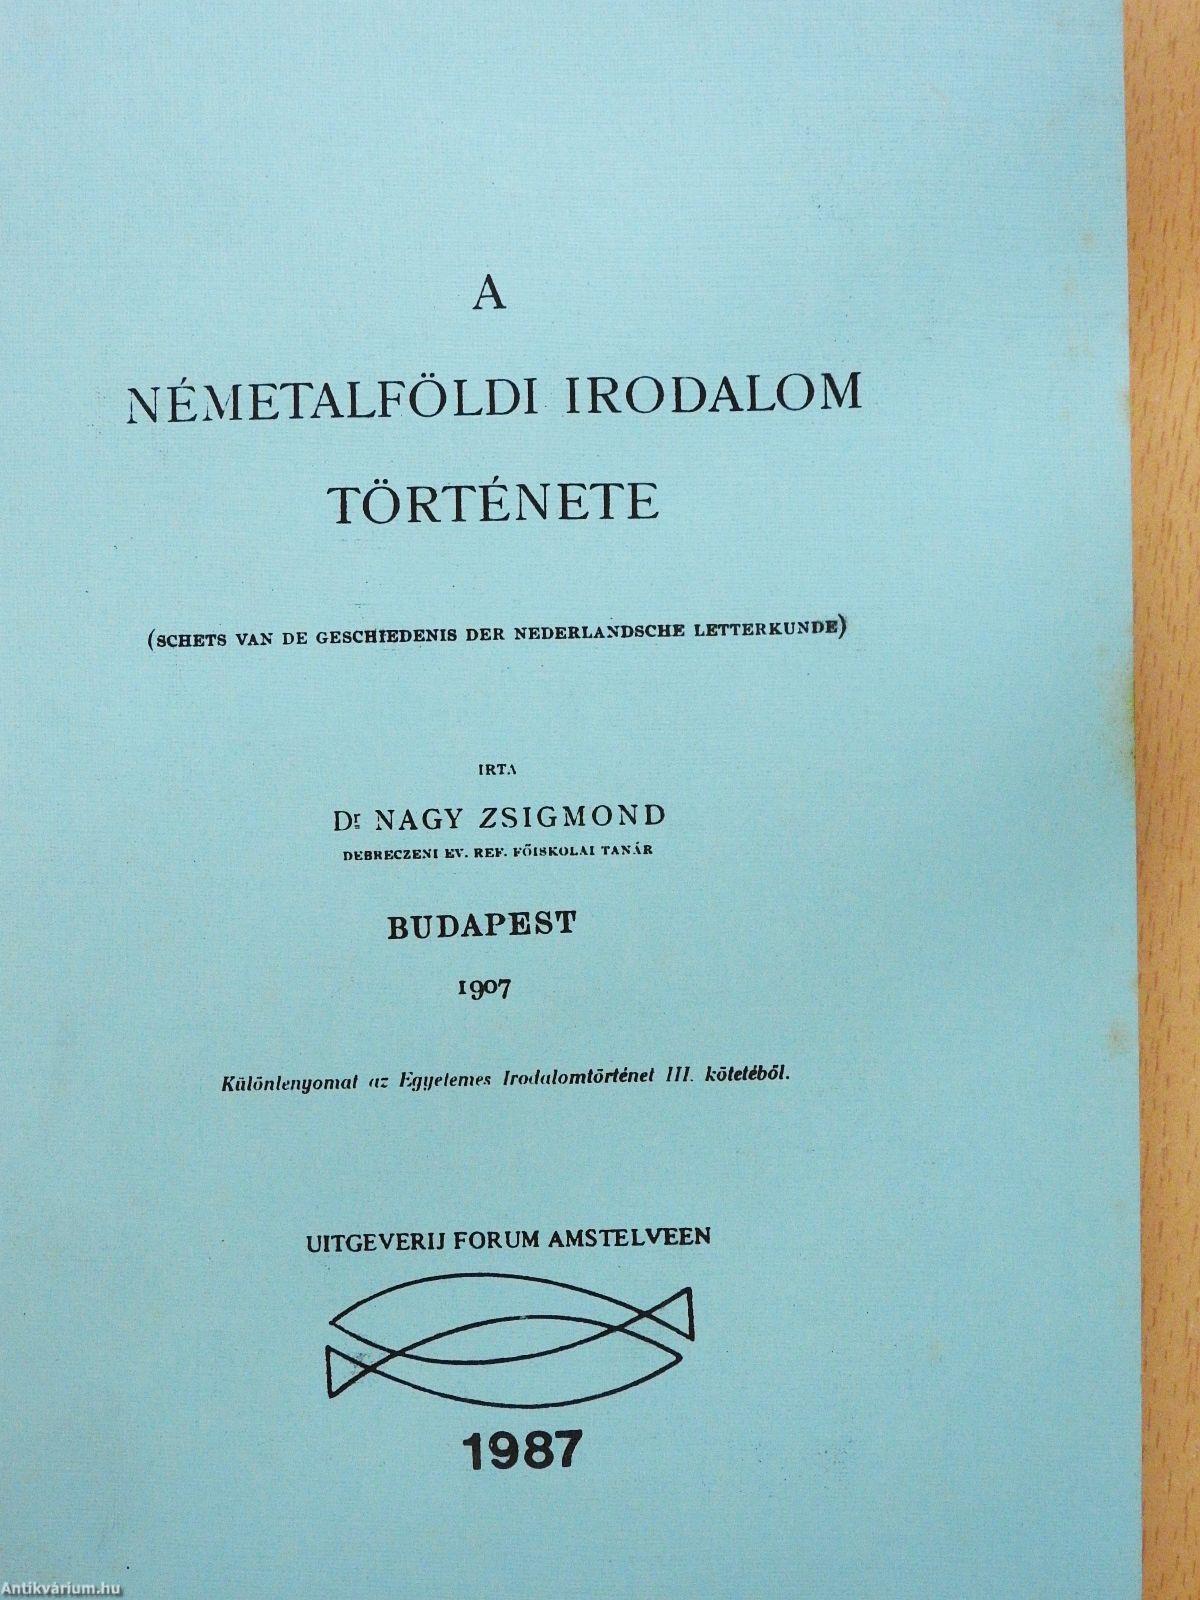 A
NÉMETALFÖLDI IRODALOM
TÖRTÉNETE
(SCHETS VAN DE GESCHIEDENIS DER NEDERLANDSCHE LETTERKUNDE)
IRTA
Dr NAGY ZSIGMOND
DEBRECZENI EV. REF. FŐISKOLAI TANÁR
BUDAPEST
1907
Különlenyomat az Egyetemes Irodalomtörténet III. kötetéből.
UITGEVERIJ FORUM AMSTELVEEN
1987
Antikvárium.hu